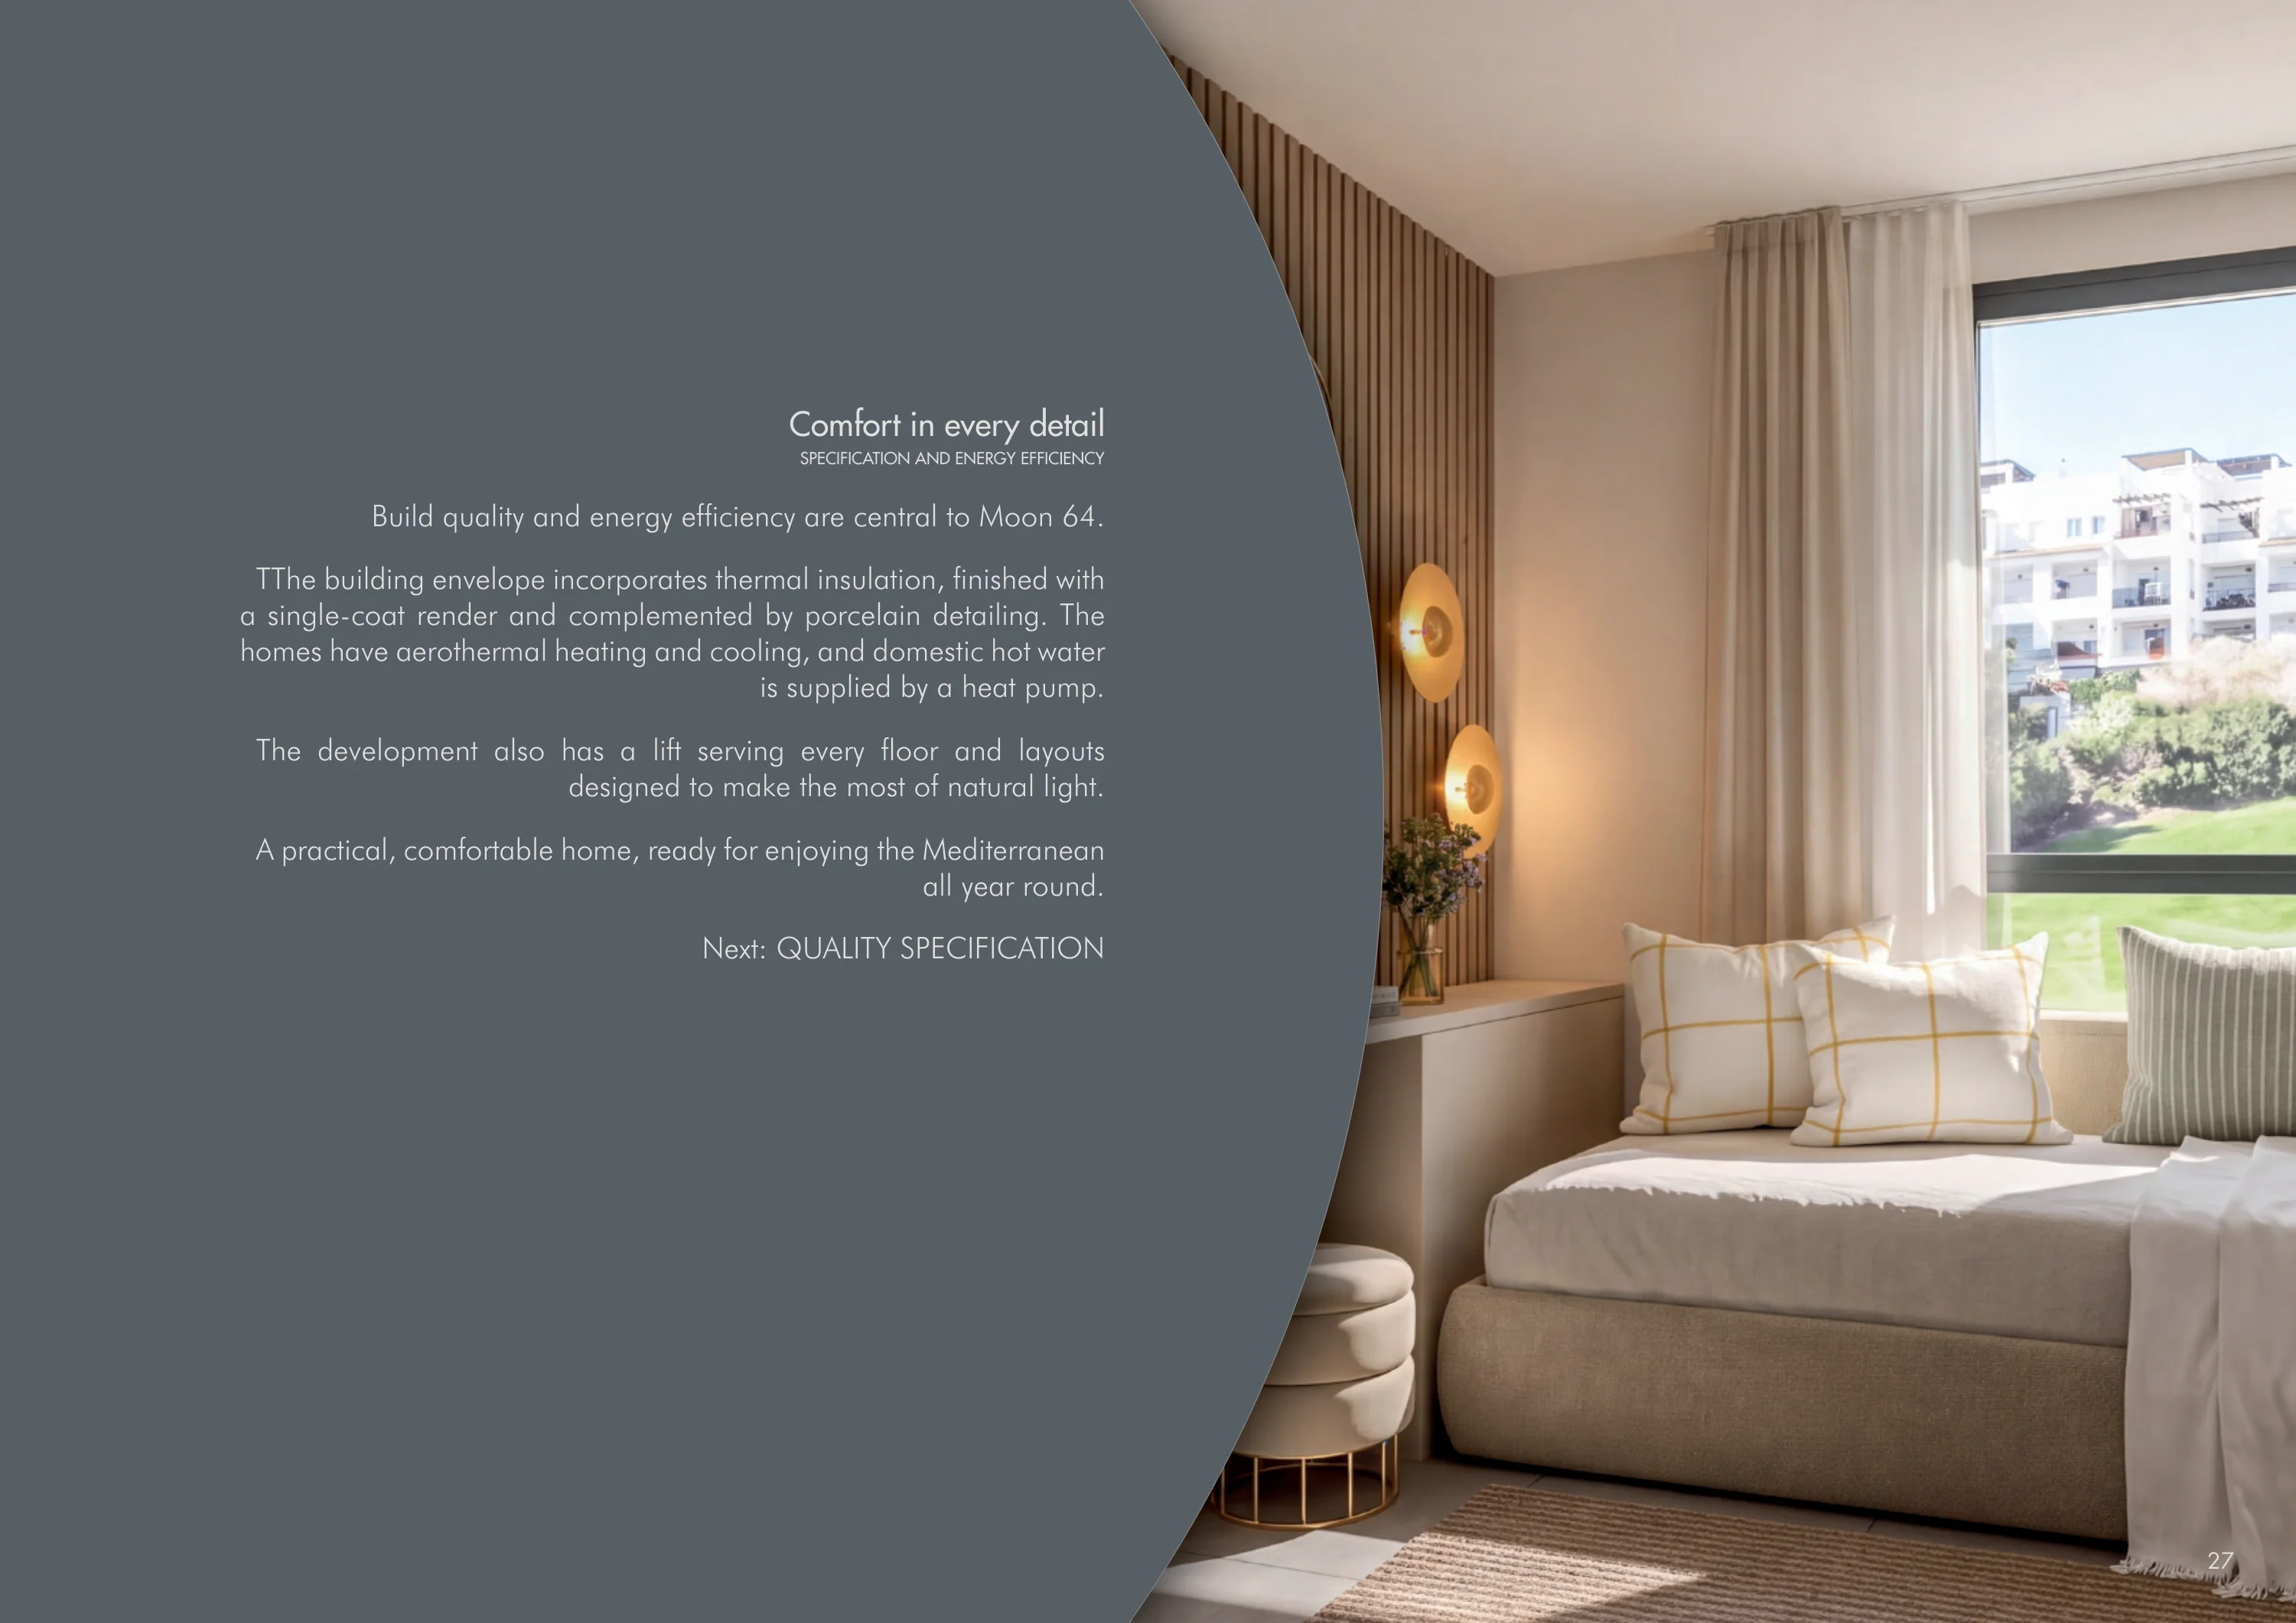 Comfort in every detail
SPECIFICATION AND ENERGY EFFICIENCY
Build quality and energy efficiency are central to Moon 64.
TThe building envelope incorporates thermal insulation, finished with
a single-coat render and complemented by porcelain detailing. The
homes have aerothermal heating and cooling, and domestic hot water
is supplied by a heat pump.
The development also has a lift serving every floor and layouts
designed to make the most of natural light.
A practical, comfortable home, ready for enjoying the Mediterranean
all year round.
Next: QUALITY SPECIFICATION
27